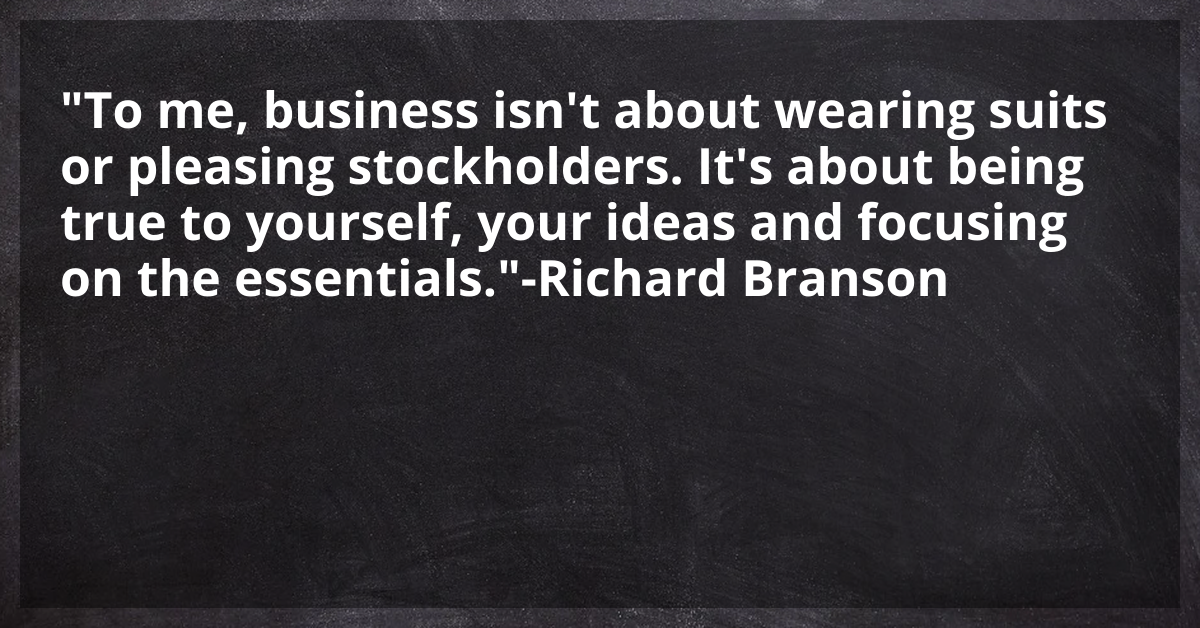 "To me, business isn't about wearing suits
or pleasing stockholders. It's about being
true to yourself, your ideas and focusing
on the essentials."-Richard Branson